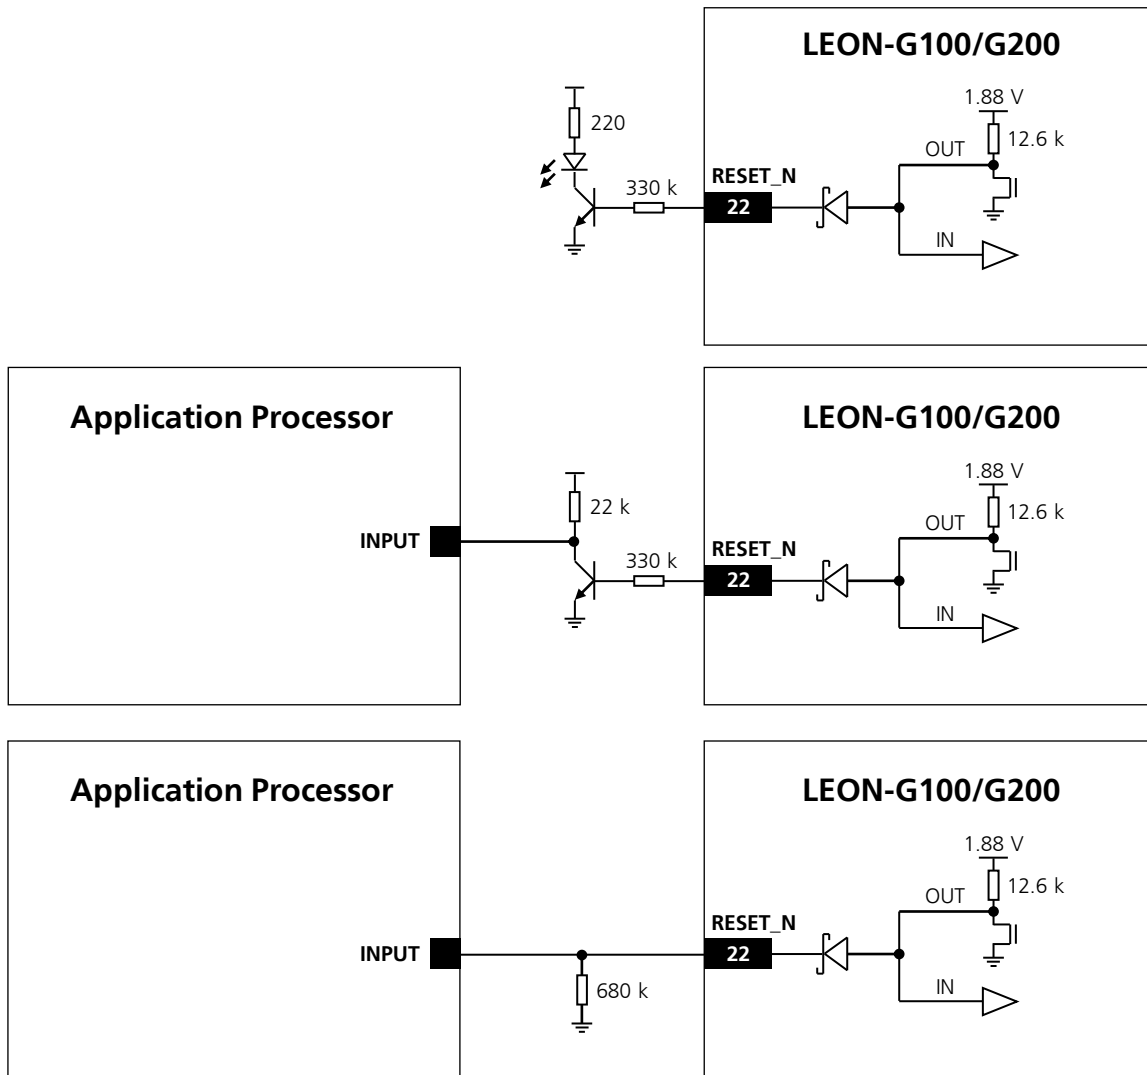 LEON-G100/G200
1.88 V
12.6 k
OUT
220
RESET_N
330 k
22
IN
Application Processor
LEON-G100/G200
1.88 V
12.6 k
22 k
OUT
INPUT
RESET_N
330 k
22
IN
Application Processor
LEON-G100/G200
1.88 V
12.6 k
OUT
RESET_N
INPUT
22
680 k
IN